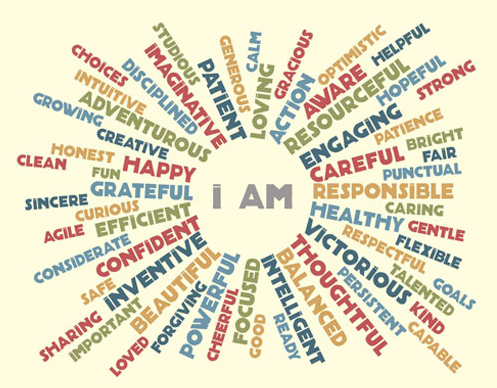 i AM
CALM
LOVING
GRACIOUS
ACTION
OPTIMISTIC
AWARE
HELPFUL
RESOURCEFUL
HOPEFUL
STRONG
ENGAGING
PATIENCE
BRIGHT
CAREFUL
FAIR
PUNCTUAL
RESPONSIBLE
CARING
HEALTHY
GENTLE
RESPECTFUL
FLEXIBLE
VICTORIOUS
TALENTED
GOALS
PERSISTENT
KIND
CAPABLE
THOUGHTFUL
BALANCED
INTELLIGENT
READY
FOCUSED
GOOD
POWERFUL
CHEERFUL
FORGIVING
BEAUTIFUL
LOVED
INVENTIVE
IMPORTANT
SHARING
SAFE
CONFIDENT
CONSIDERATE
EFFICIENT
AGILE
CURIOUS
SINCERE
GRATEFUL
FUN
HAPPY
CLEAN
HONEST
CREATIVE
GROWING
ADVENTUROUS
INTUITIVE
DISCIPLINED
CHOICES
IMAGINATIVE
STUDIOUS
PATIENT
GENEROUS